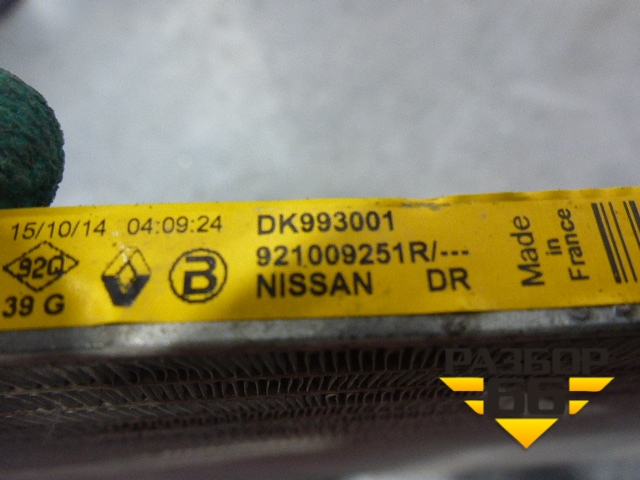 15/10/14 04:09:24 DK993001
92Q B 921009251R/---
39 G NISSAN DR
Made
in
France
РАЗБОР
66